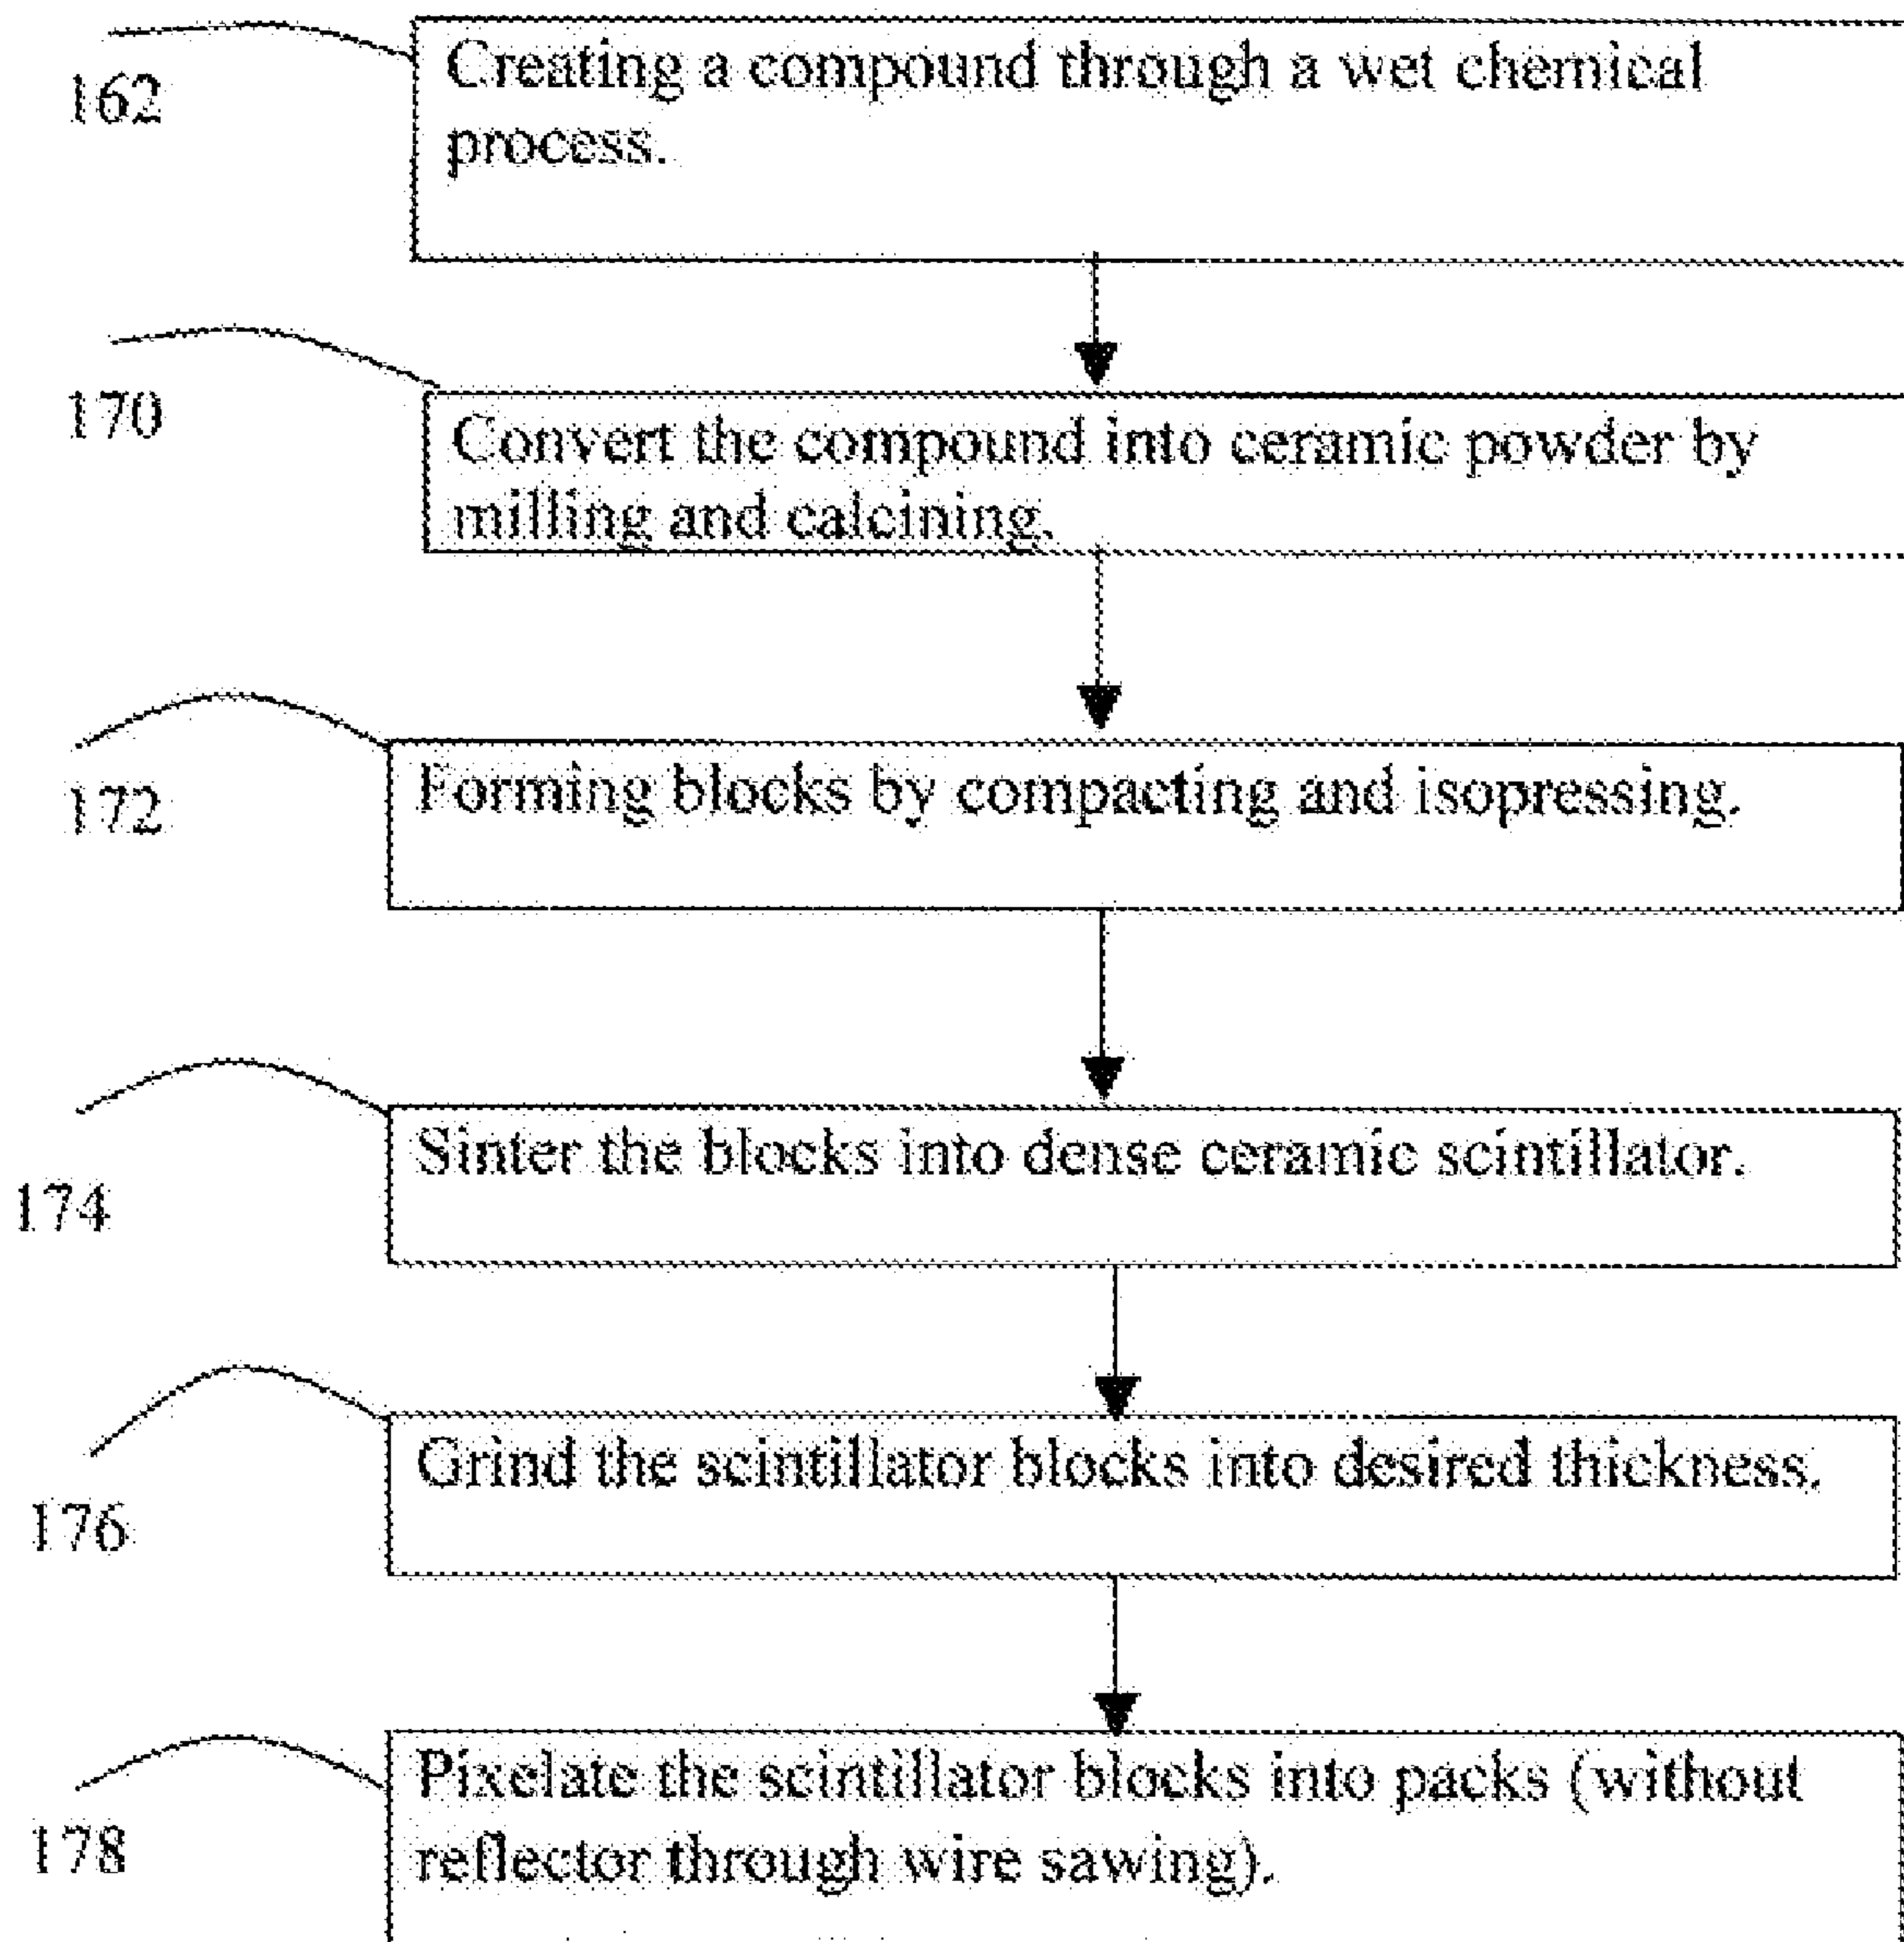 162
Creating a compound through a wet chemical
process.
170
Convert the compound into ceramic powder by
milling and calcining.
172
Forming blocks by compacting and isopressing.
174
Sinter the blocks into dense ceramic scintillator.
176
Grind the scintillator blocks into desired thickness.
178
Pixelate the scintillator blocks into packs (without
reflector through wire sawing).